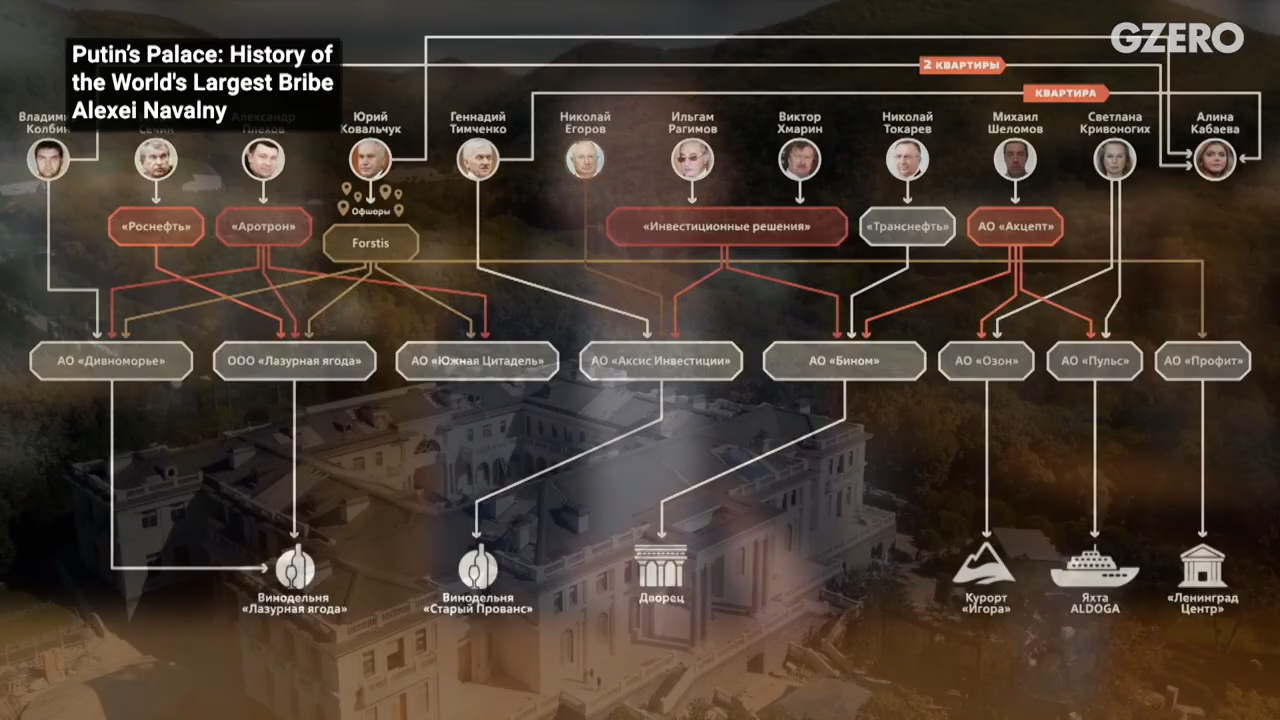 GZERO
Putin's Palace: History of
the World's Largest Bribe
Alexei Navalny
2 КВАРТИРЫ
КВАРТИРА
Колбин
Сечин
Александр
Плехов
Юрий
Ковальчук
Геннадий
Тимченко
Николай
Егоров
Ильгам
Рагимов
Виктор
Хмарин
Николай
Токарев
Михаил
Шеломов
Светлана
Кривоногих
Алина
Кабаева
Офшоры
«Роснефть»
«Аротрон»
Forstis
«Инвестиционные решения»
«Транснефть»
АО «Акцепт»
АО «Дивноморье»
ООО «Лазурная ягода»
АО «Южная Цитадель»
АО «Аксис Инвестиции»
АО «Бином»
АО «Озон»
АО «Пульс»
АО «Профит»
Винодельня
«Лазурная ягода»
Винодельня
«Старый Прованс»
Дворец
Курорт
«Игора»
Яхта
ALDOGA
«Ленинград
Центр»